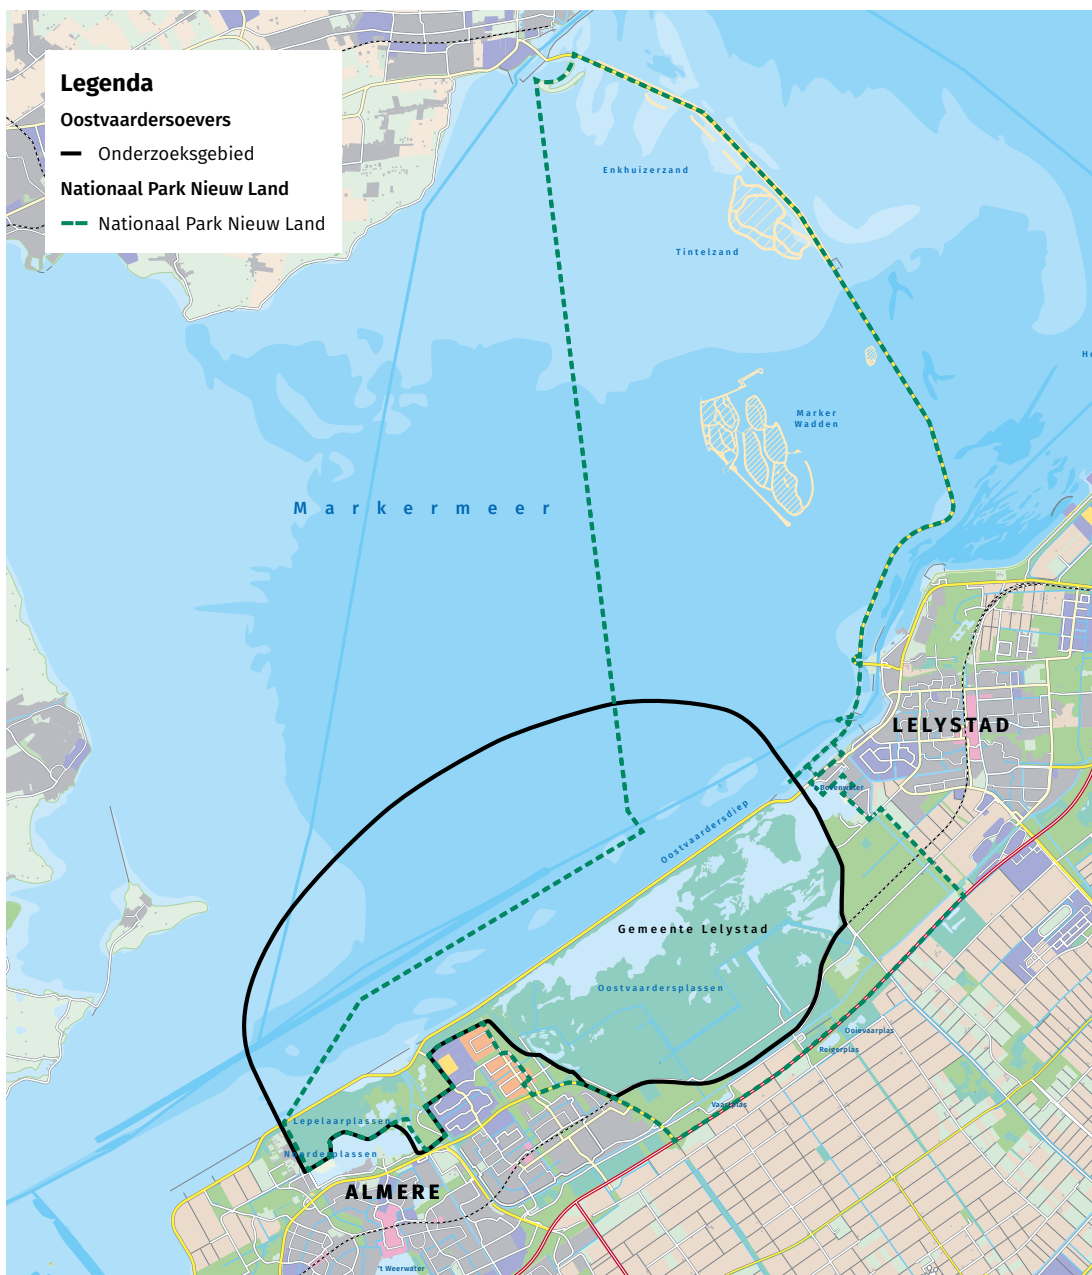 Legenda
Oostvaardersoevers
Onderzoeksgebied
Nationaal Park Nieuw Land
Nationaal Park Nieuw Land
Enkhuizerzand
Tintelzand
Marker
Wadden
Markermeer
LELYSTAD
Bovenwater
Oostvaardersdiep
Gemeente Lelystad
Oostvaardersplassen
Ooievaarplas
Reigerplas
Vaartplas
Lepelaarplassen
Noorderplassen
ALMERE
't Weerwater